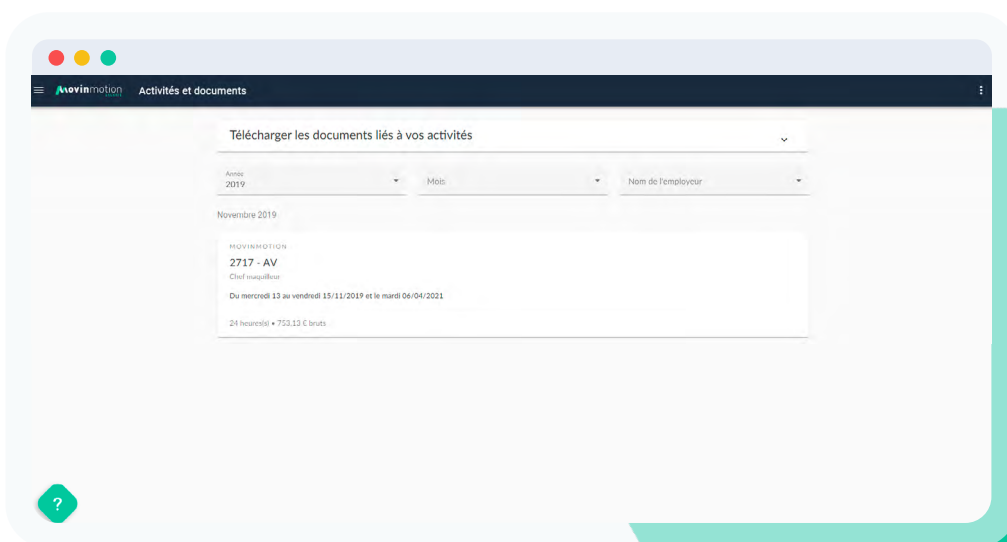 Movinmotion Activités et documents
Télécharger les documents liés à vos activités
Année
2019
Mois
Nom de l'employeur
Novembre 2019
MOVINMOTION
2717 - AV
Chef maquilleur
Du mercredi 13 au vendredi 15/11/2019 et le mardi 06/04/2021
24 heures(s) • 753,13 € bruts
?